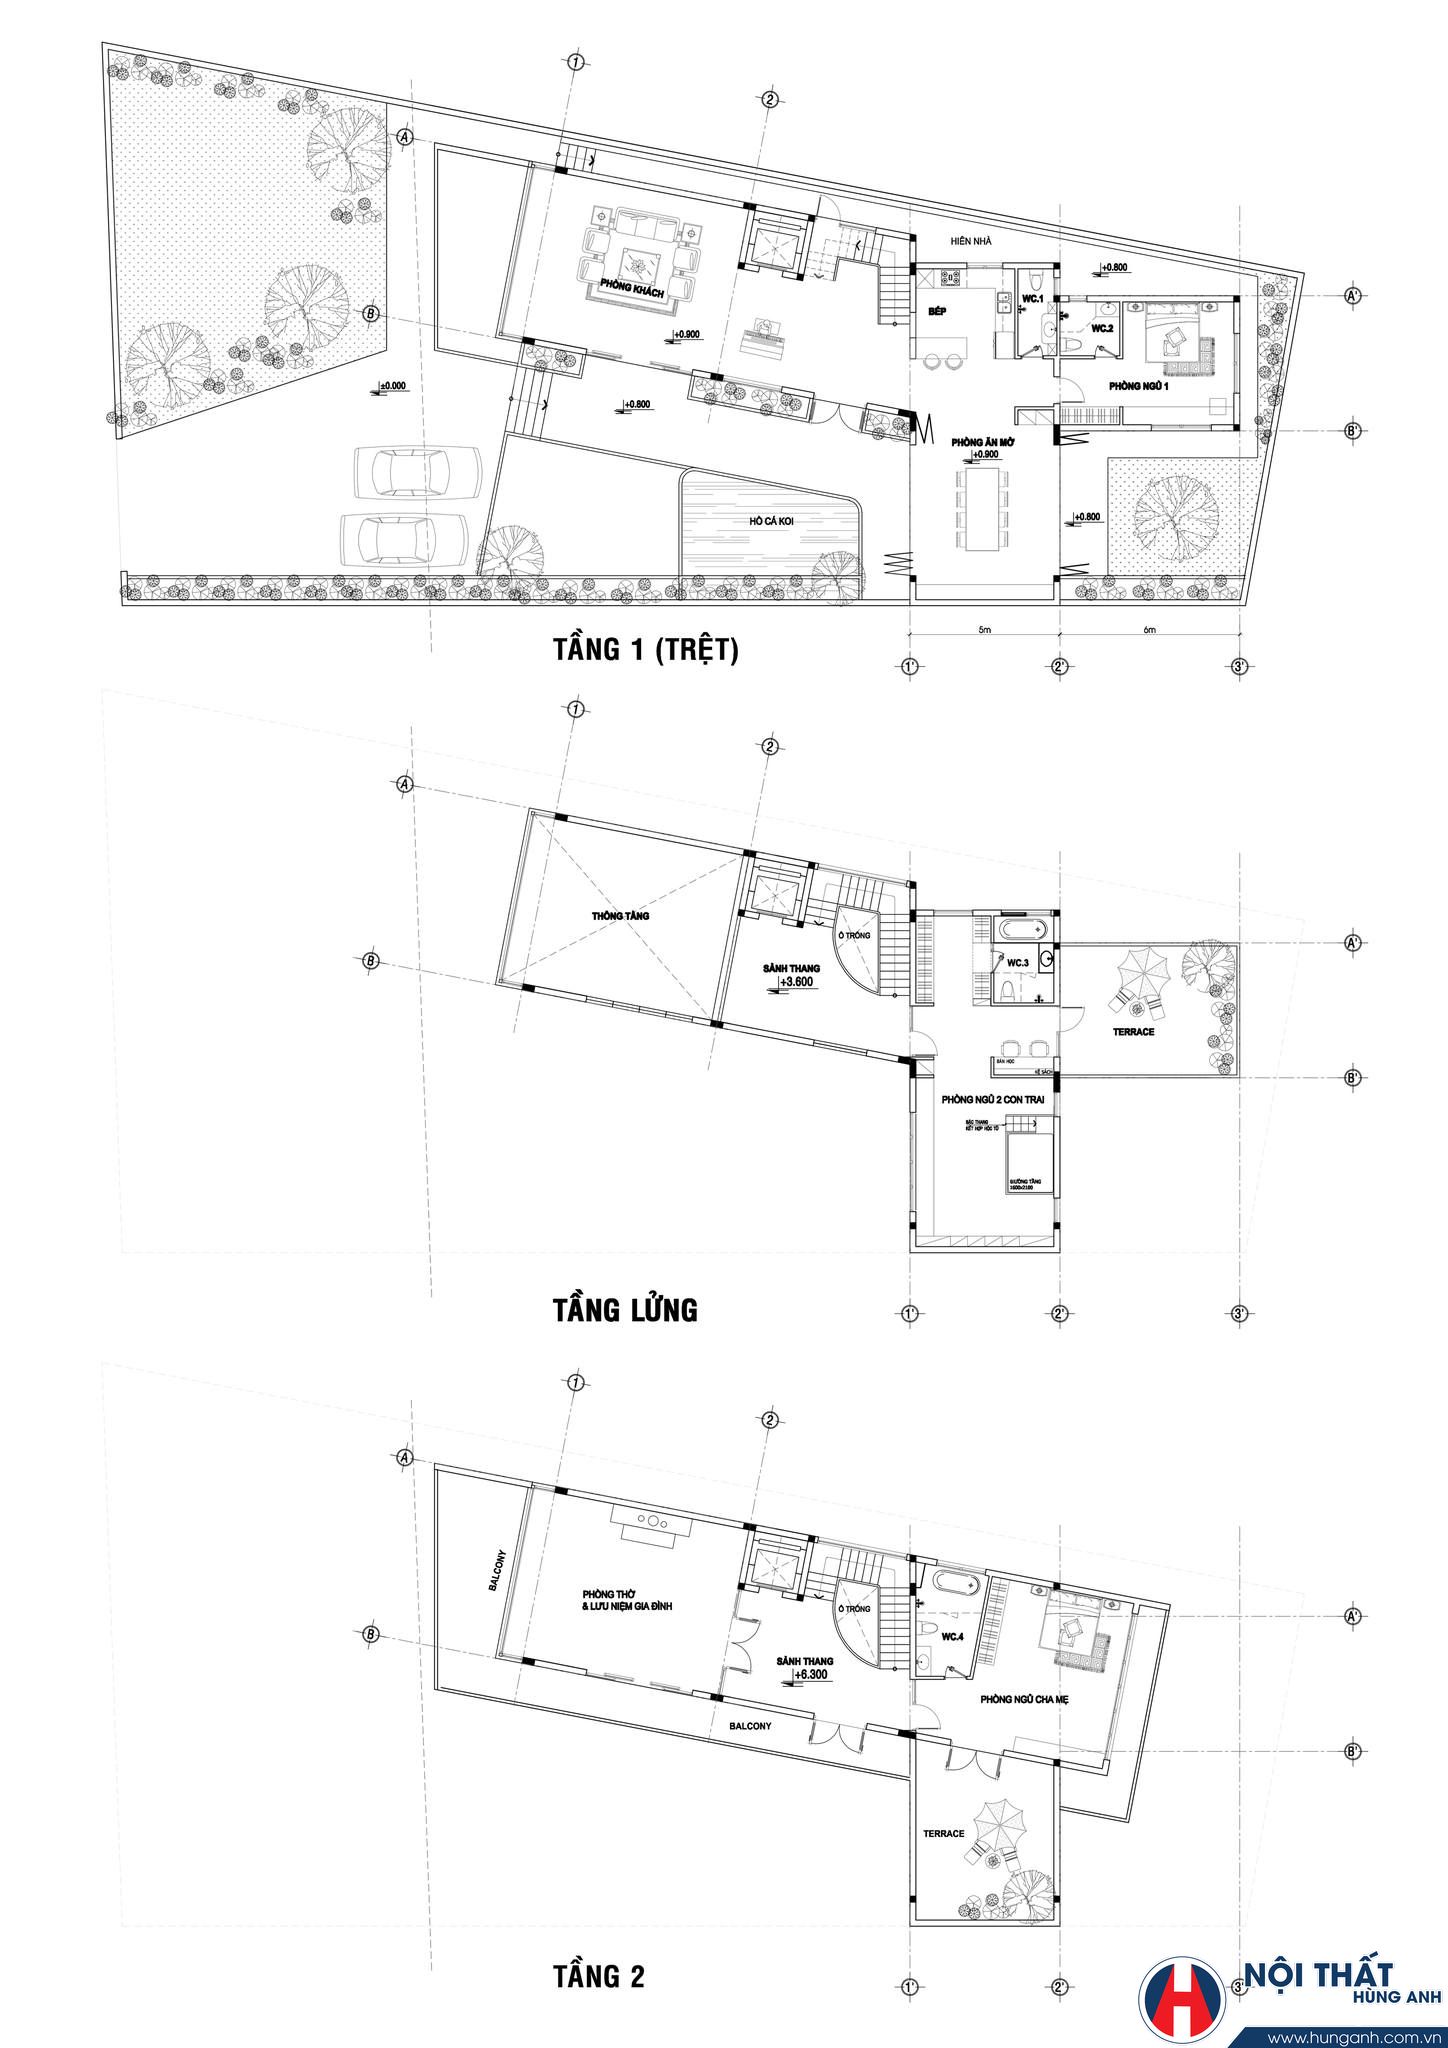 1
2
A
HIÊN NHÀ
+0.800
A'
PHÒNG KHÁCH
BẾP
WC.1
WC.2
B
+0.900
±0.000
+0.800
PHÒNG NGỦ 1
B'
PHÒNG ĂN MỞ
+0.900
HỒ CÁ KOI
+0.800
5m
6m
TẦNG 1 (TRỆT)
1'
2'
3'
1
2
A
THÔNG TẦNG
Ô TRỐNG
A'
B
SẢNH THANG
+3.600
WC.3
TERRACE
BÀN HỌC
KỆ SÁCH
B'
PHÒNG NGỦ 2 CON TRAI
BẬC THANG
KẾT HỢP HỘC TỦ
GIƯỜNG TẦNG
1600x2100
TẦNG LỬNG
1'
2'
3'
1
2
A
BALCONY
PHÒNG THỜ
& LƯU NIỆM GIA ĐÌNH
Ô TRỐNG
A'
B
WC.4
SẢNH THANG
+6.300
PHÒNG NGỦ CHA MẸ
BALCONY
B'
TERRACE
TẦNG 2
1'
2'
3'
NỘI THẤT
HÙNG ANH
www.hunganh.com.vn